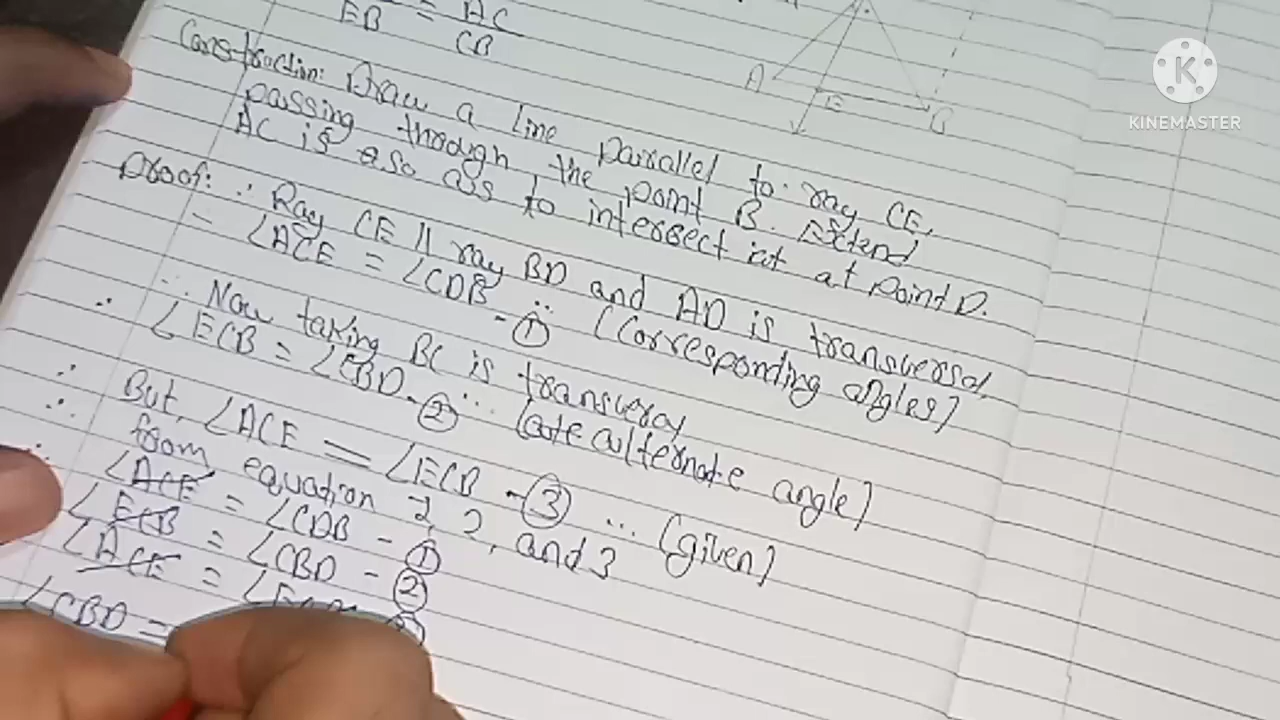 EB = AC
CB
Construction: Draw a line parallel to ray CE,
passing through the point B. Extend
AC is aso as to intersect it at point D.
Proof: ∵ Ray CE || ray BD and AD is transversal,
∠ACE = ∠CDB -① ... (Corresponding angles)
Now taking BC is transversal
∴ ∠ECB = ∠CBD -② ... (ate alternate angle)
But, ∠ACE = ∠ECB -③ ... (given)
∴ from equation 1, 2, and 3
∴ ∠ACE = ∠CDB - ①
∴ ∠ECB = ∠CBD - ②
∠ACE =
∠CBD =
A
E
B
K
KINEMASTER